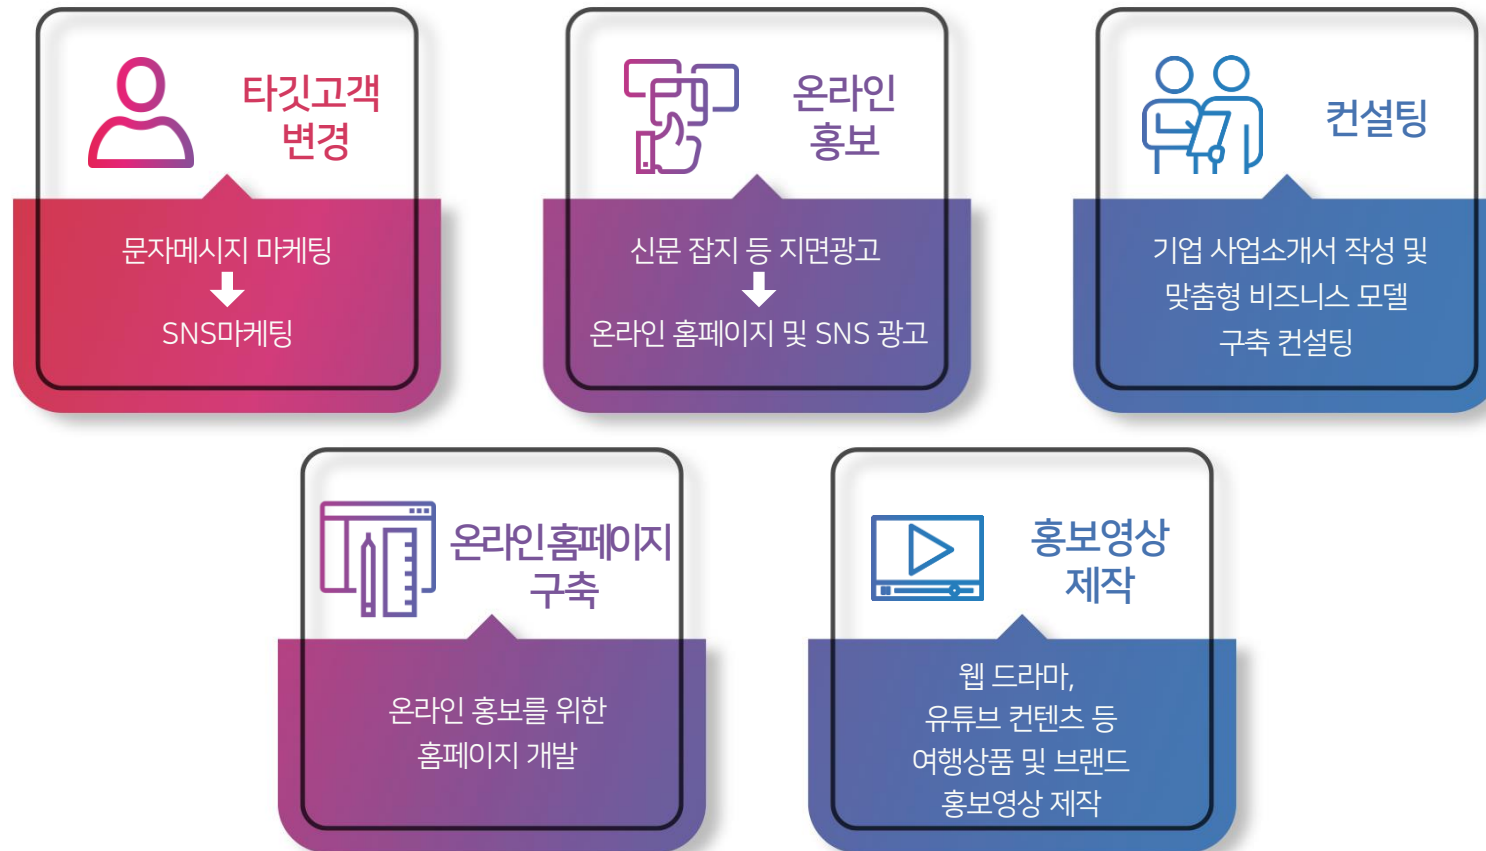 타깃고객
변경
문자메시지 마케팅
SNS마케팅
온라인
홍보
신문 잡지 등 지면광고
온라인 홈페이지 및 SNS 광고
컨설팅
기업 사업소개서 작성 및
맞춤형 비즈니스 모델
구축 컨설팅
온라인 홈페이지
구축
온라인 홍보를 위한
홈페이지 개발
홍보영상
제작
웹 드라마,
유튜브 컨텐츠 등
여행상품 및 브랜드
홍보영상 제작